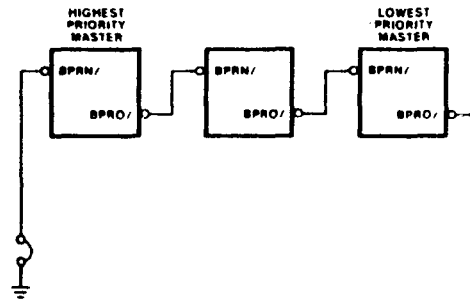 HIGHEST
PRIORITY
MASTER
LOWEST
PRIORITY
MASTER
BPRN/
BPRO/
BPRN/
BPRO/
BPRN/
BPRO/